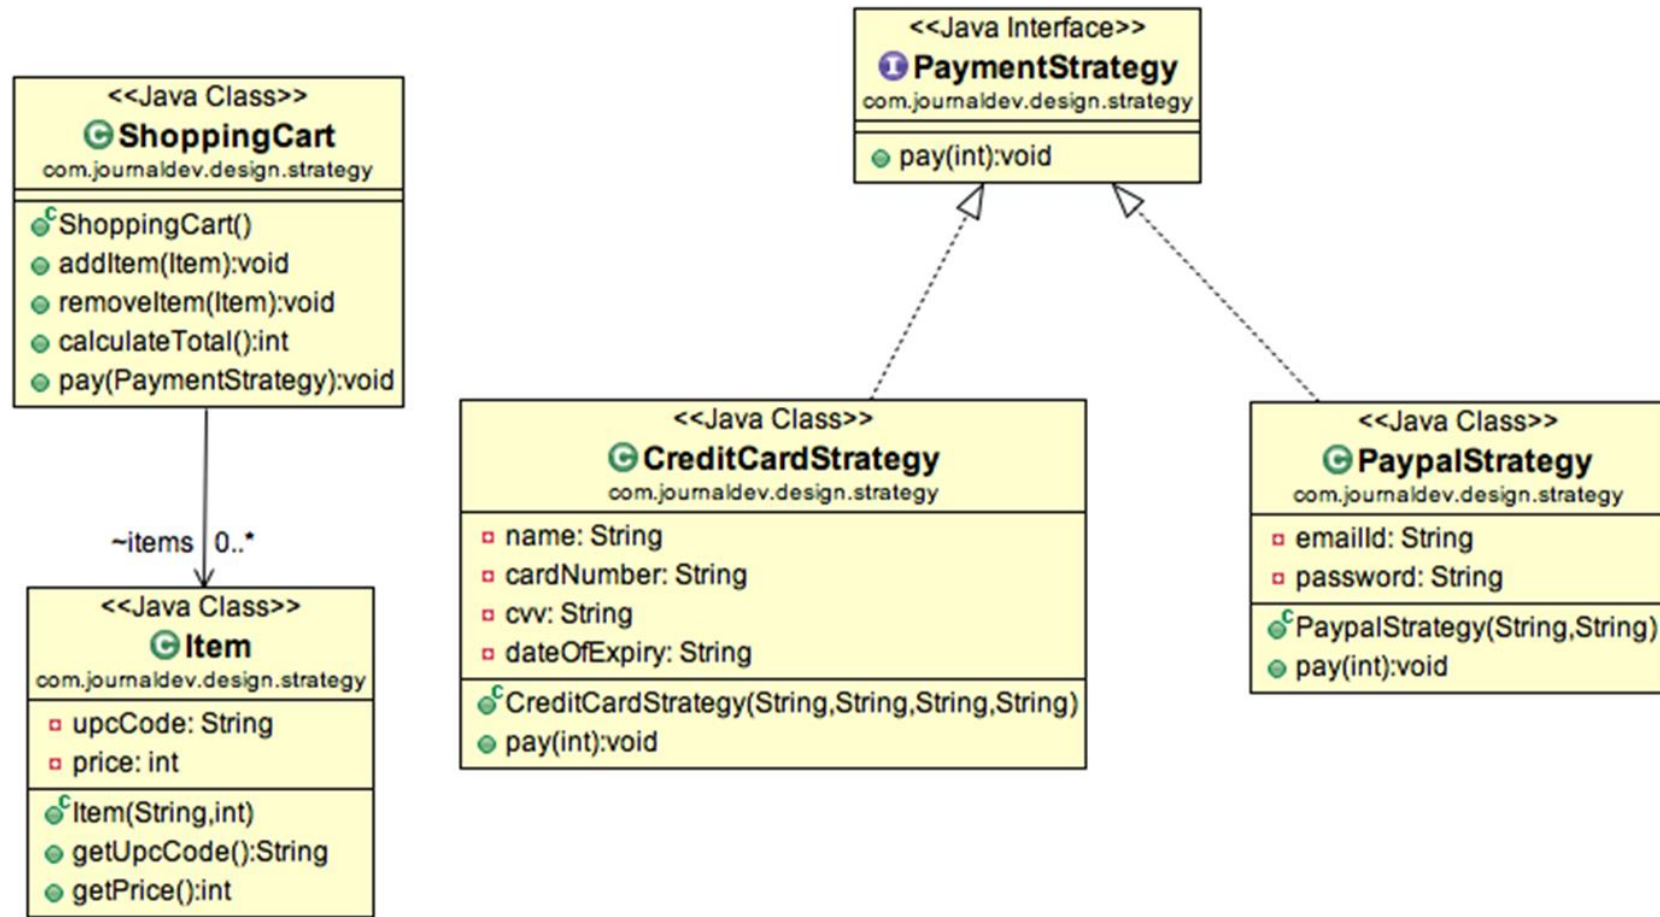 <<Java Class>>
ShoppingCart
com.journaldev.design.strategy
ShoppingCart()
addItem(Item):void
removeItem(Item):void
calculateTotal():int
pay(PaymentStrategy):void
~items 0..*
<<Java Class>>
Item
com.journaldev.design.strategy
upcCode: String
price: int
Item(String,int)
getUpcCode():String
getPrice():int
<<Java Interface>>
PaymentStrategy
com.journaldev.design.strategy
pay(int):void
<<Java Class>>
CreditCardStrategy
com.journaldev.design.strategy
name: String
cardNumber: String
cvv: String
dateOfExpiry: String
CreditCardStrategy(String,String,String,String)
pay(int):void
<<Java Class>>
PaypalStrategy
com.journaldev.design.strategy
emailId: String
password: String
PaypalStrategy(String,String)
pay(int):void